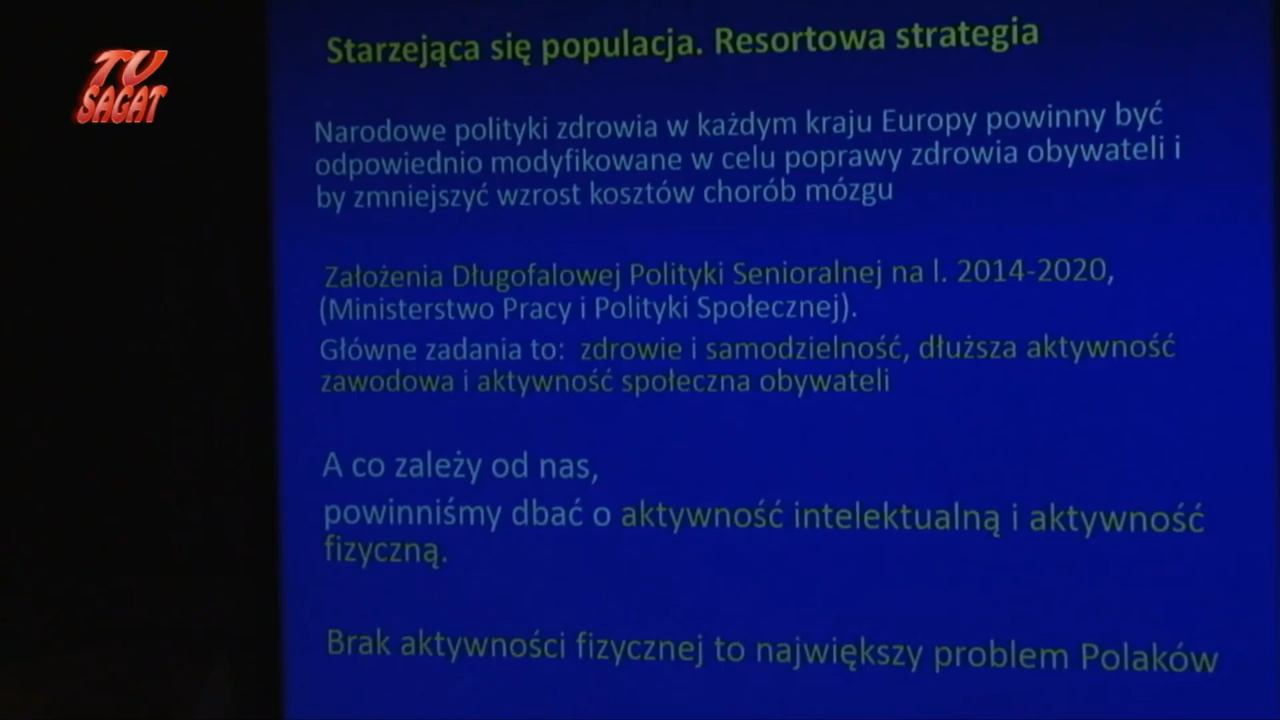 TV
SAGAT
Starzejąca się populacja. Resortowa strategia
Narodowe polityki zdrowia w każdym kraju Europy powinny być
odpowiednio modyfikowane w celu poprawy zdrowia obywateli i
by zmniejszyć wzrost kosztów chorób mózgu
Założenia Długofalowej Polityki Senioralnej na l. 2014-2020,
(Ministerstwo Pracy i Polityki Społecznej).
Główne zadania to: zdrowie i samodzielność, dłuższa aktywność
zawodowa i aktywność społeczna obywateli
A co zależy od nas,
powinniśmy dbać o aktywność intelektualną i aktywność
fizyczną.
Brak aktywności fizycznej to największy problem Polaków